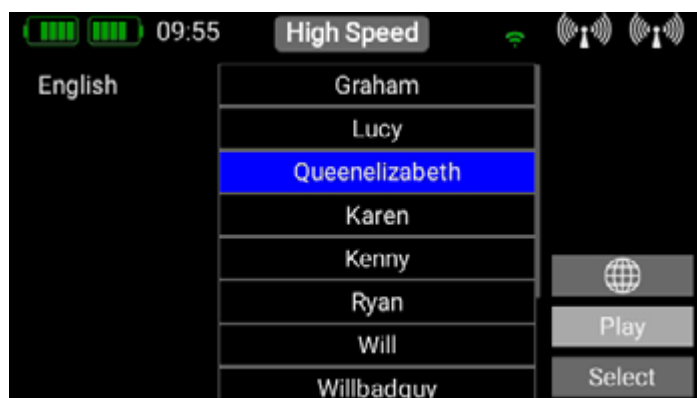 09:55 High Speed
English
Graham
Lucy
Queenelizabeth
Karen
Kenny
Ryan
Will
Willbadguy
Play
Select